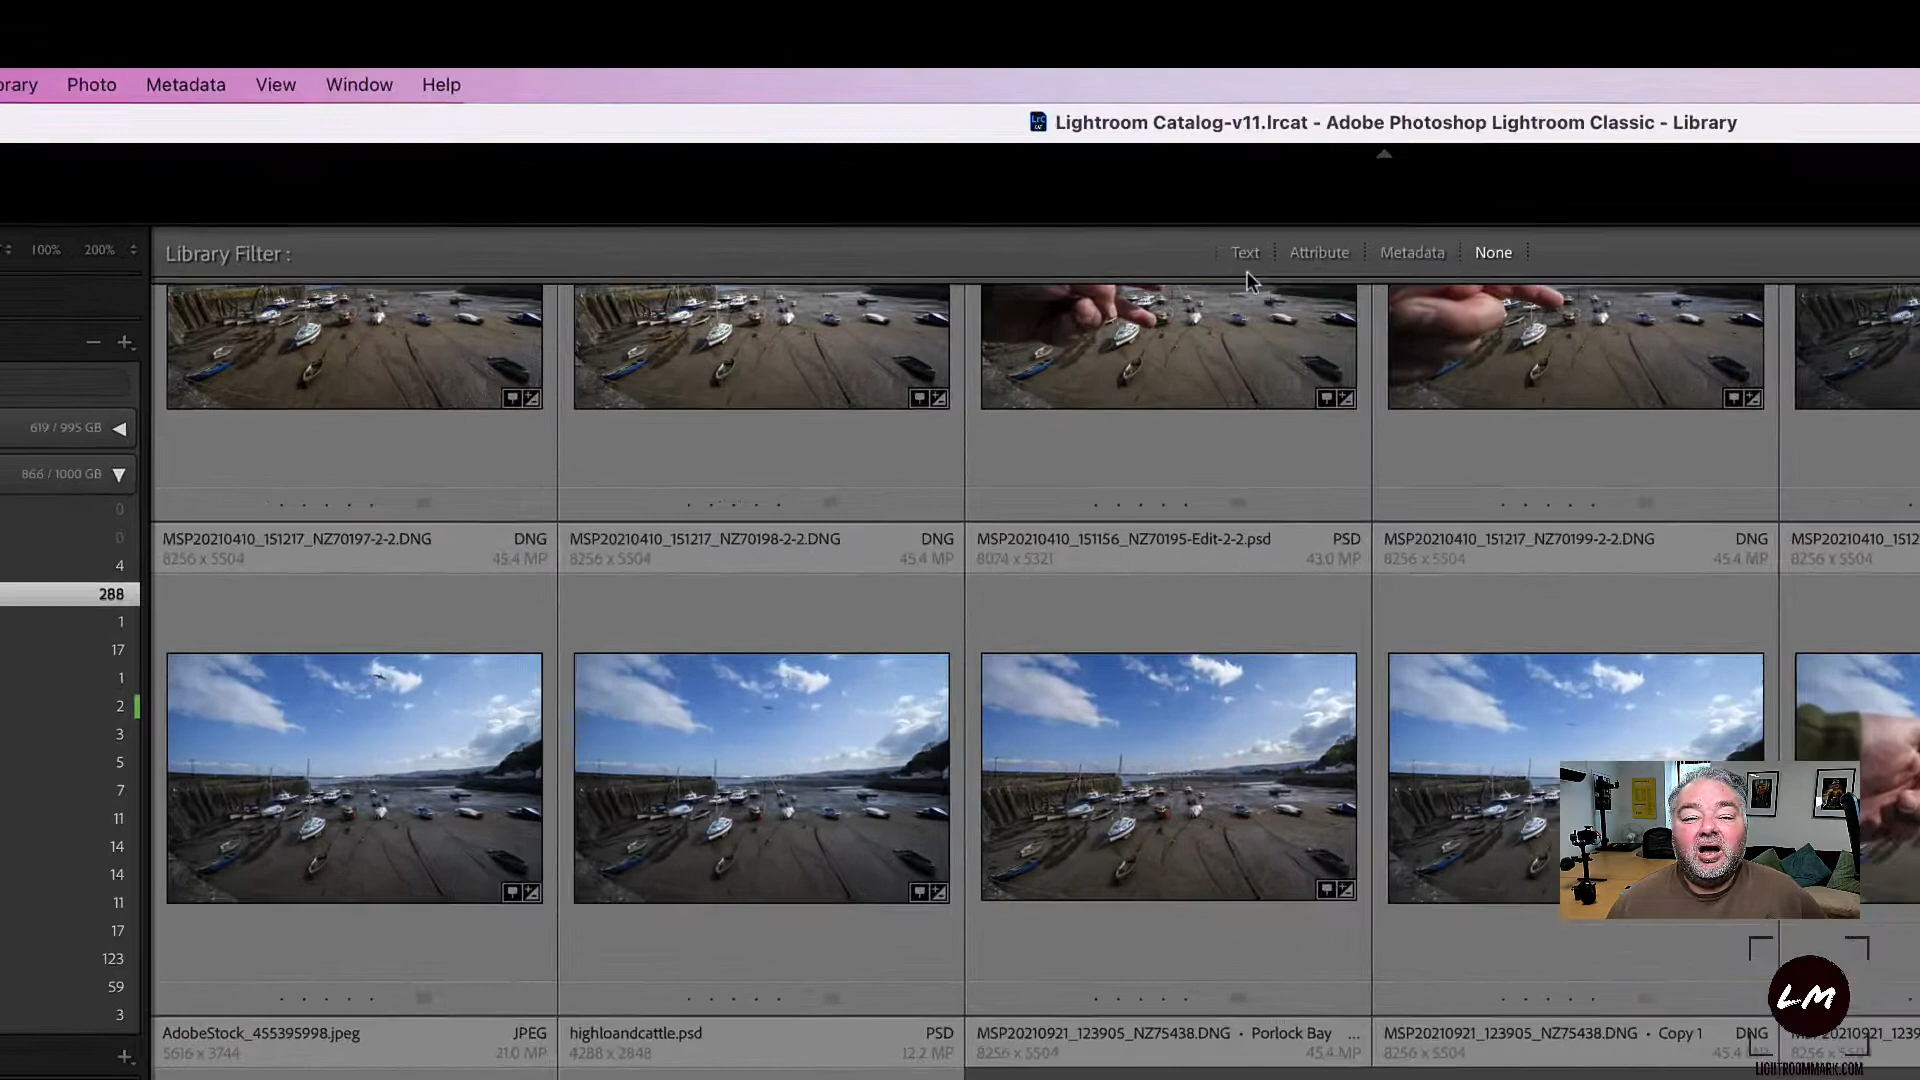 brary Photo Metadata View Window Help
Lightroom Catalog-v11.lrcat - Adobe Photoshop Lightroom Classic - Library
100% 200%
Library Filter : Text Attribute Metadata None
619 / 995 GB
866 / 1000 GB
0
MSP20210410_151217_NZ70197-2-2.DNG DNG MSP20210410_151217_NZ70198-2-2.DNG DNG MSP20210410_151156_NZ70195-Edit-2-2.psd PSD MSP20210410_151217_NZ70199-2-2.DNG DNG MSP20210410_1512
0
8256 x 5504 45.4 MP 8256 x 5504 45.4 MP 8074 x 5321 43.0 MP 8256 x 5504 45.4 MP 8256 x 5504
4
288
1
17
1
2
3
5
7
11
14
14
11
17
123
59
3
LM
AdobeStock_455395998.jpeg JPEG highloandcattle.psd PSD MSP20210921_123905_NZ75438.DNG • Porlock Bay ... MSP20210921_123905_NZ75438.DNG • Copy 1 DNG
5616 x 3744 21.0 MP 4288 x 2848 12.2 MP 8256 x 5504 45.4 MP 8256 x 5504 45.4
LIGHTROOMMARK.COM